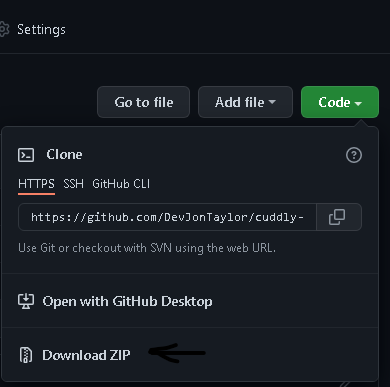 Settings
Go to file Add file Code
Clone
HTTPS SSH GitHub CLI
https://github.com/DevJonTaylor/cuddly-
Use Git or checkout with SVN using the web URL.
Open with GitHub Desktop
Download ZIP